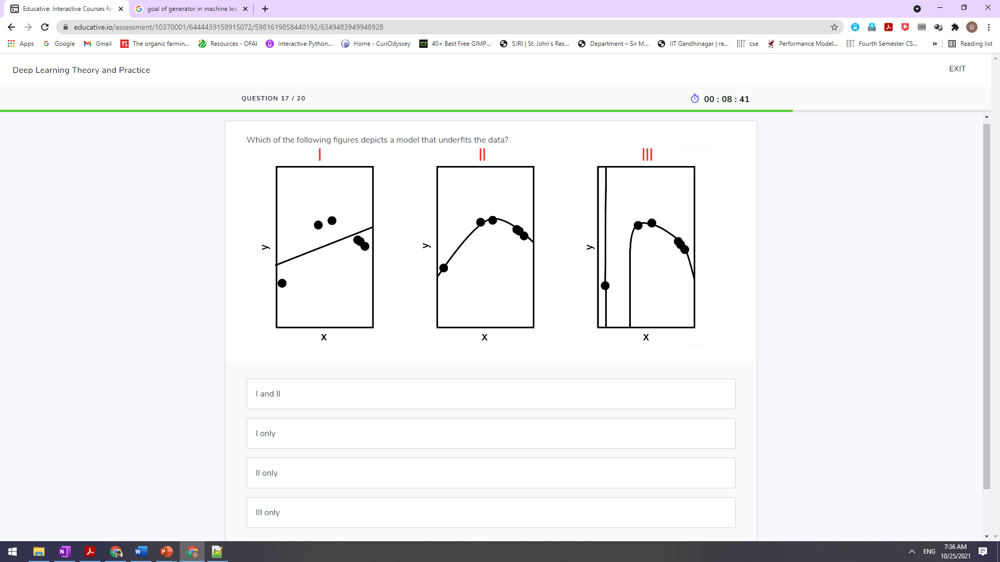 Educative: Interactive Courses for
goal of generator in machine lea
educative.io/assessment/10370001/6444439158915072/5981619858440192/6349483949948928
CRX
G
Apps
G Google
Gmail
YS The organic farmin...
Resources - OFAI
Interactive Python...
Home - CuriOdyssey
40+ Best Free GIMP...
SJRI | St. John's Res...
Department – Sir M...
IIT Gandhinagar | re...
cse
Performance Model...
Fourth Semester CS...
»
Reading list
Deep Learning Theory and Practice
EXIT
QUESTION 17 / 20
00 : 08 : 41
Which of the following figures depicts a model that underfits the data?
I
II
III
y
y
y
x
x
x
I and II
I only
II only
III only
ENG
7:36 AM
10/25/2021